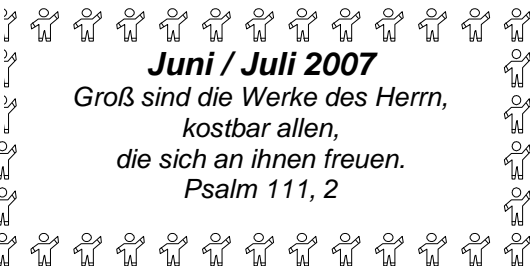 Juni / Juli 2007
Groß sind die Werke des Herrn,
kostbar allen,
die sich an ihnen freuen.
Psalm 111, 2